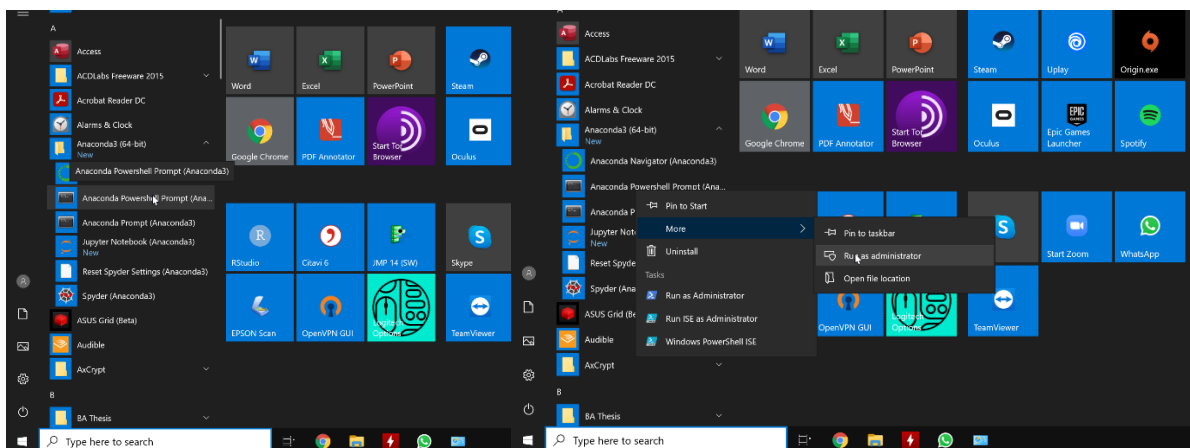 A
Access
ACDLabs Freeware 2015
Acrobat Reader DC
Alarms & Clock
Anaconda3 (64-bit)
New
Anaconda Powershell Prompt (Anaconda3)
Anaconda Powershell Prompt (Ana...
Anaconda Prompt (Anaconda3)
Jupyter Notebook (Anaconda3)
New
Reset Spyder Settings (Anaconda3)
Spyder (Anaconda3)
ASUS Grid (Beta)
Audible
AxCrypt
B
BA Thesis
Type here to search
Word
Excel
PowerPoint
Steam
Google Chrome
PDF Annotator
Start Tor
Browser
Oculus
RStudio
Citavi 6
JMP 14 (SW)
Skype
EPSON Scan
OpenVPN GUI
Logitech
Options
TeamViewer
Access
ACDLabs Freeware 2015
Acrobat Reader DC
Alarms & Clock
Anaconda3 (64-bit)
New
Anaconda Navigator (Anaconda3)
Anaconda Powershell Prompt (Ana...
Anaconda P
Jupyter Not
New
Reset Spyde
Spyder (Ana
ASUS Grid (Be
Audible
AxCrypt
B
BA Thesis
Type here to search
Pin to Start
More
Uninstall
Tasks
Run as Administrator
Run ISE as Administrator
Windows PowerShell ISE
Pin to taskbar
Run as administrator
Open file location
Word
Excel
PowerPoint
Steam
Uplay
Origin.exe
Google Chrome
PDF Annotator
Start Tor
Browser
Oculus
EPIC
GAMES
Epic Games
Launcher
Spotify
Start Zoom
WhatsApp
OpenVPN GUI
Logitech
Options
TeamViewer